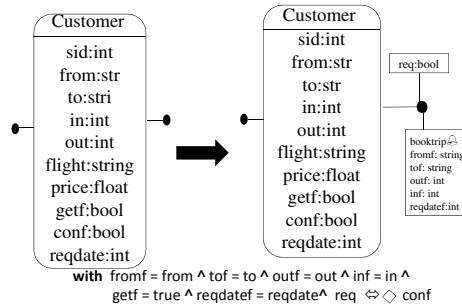 Customer
sid:int
from:str
to:stri
in:int
out:int
flight:string
price:float
getf:bool
conf:bool
reqdate:int
Customer
sid:int
from:str
to:str
in:int
out:int
flight:string
price:float
getf:bool
conf:bool
reqdate:int
req:bool
booktrip
fromf: string
tof: string
outf: int
inf: int
reqdatef:int
with fromf = from ^ tof = to ^ outf = out ^ inf = in ^
getf = true ^ reqdatef = reqdate^ req ⇔ ◇ conf